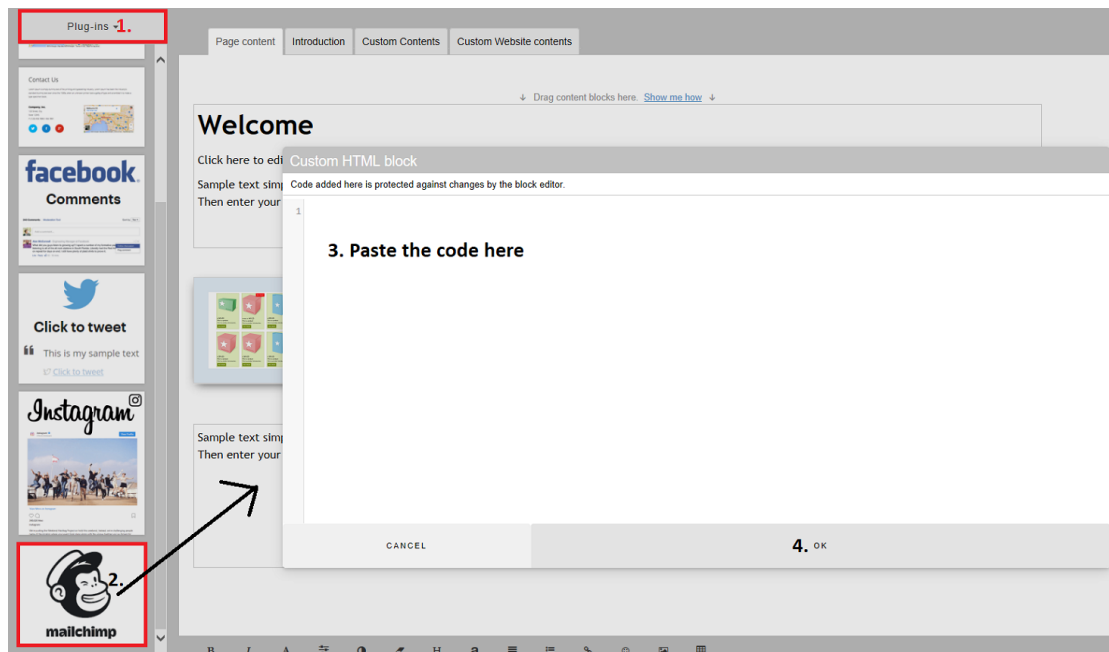 Plug-ins 1.
Page content
Introduction
Custom Contents
Custom Website contents
Contact Us
↓ Drag content blocks here. Show me how ↓
Welcome
Click here to edi
Sample text simp
Then enter your
Custom HTML block
Code added here is protected against changes by the block editor.
1
3. Paste the code here
facebook.
Comments
Click to tweet
This is my sample text
Click to tweet
Instagram
Sample text simp
Then enter your
CANCEL
4. OK
2.
mailchimp
B I A H a